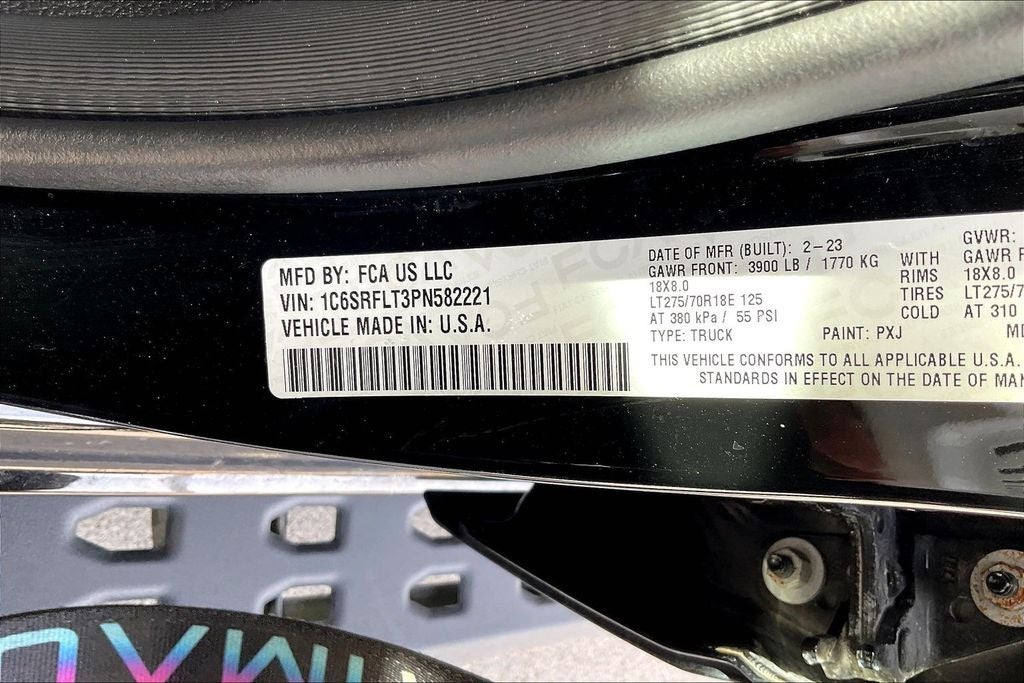 MFD BY: FCA US LLC
VIN: 1C6SRFLT3PN582221
VEHICLE MADE IN: U.S.A.
DATE OF MFR (BUILT): 2-23
GAWR FRONT: 3900 LB / 1770 KG
18X8.0
LT275/70R18E 125
AT 380 kPa / 55 PSI
TYPE: TRUCK
PAINT: PXJ
WITH
RIMS
TIRES
COLD
GVWR:
GAWR
18X8.0
LT275/7
AT 310
THIS VEHICLE CONFORMS TO ALL APPLICABLE U.S.A.
STANDARDS IN EFFECT ON THE DATE OF MAN